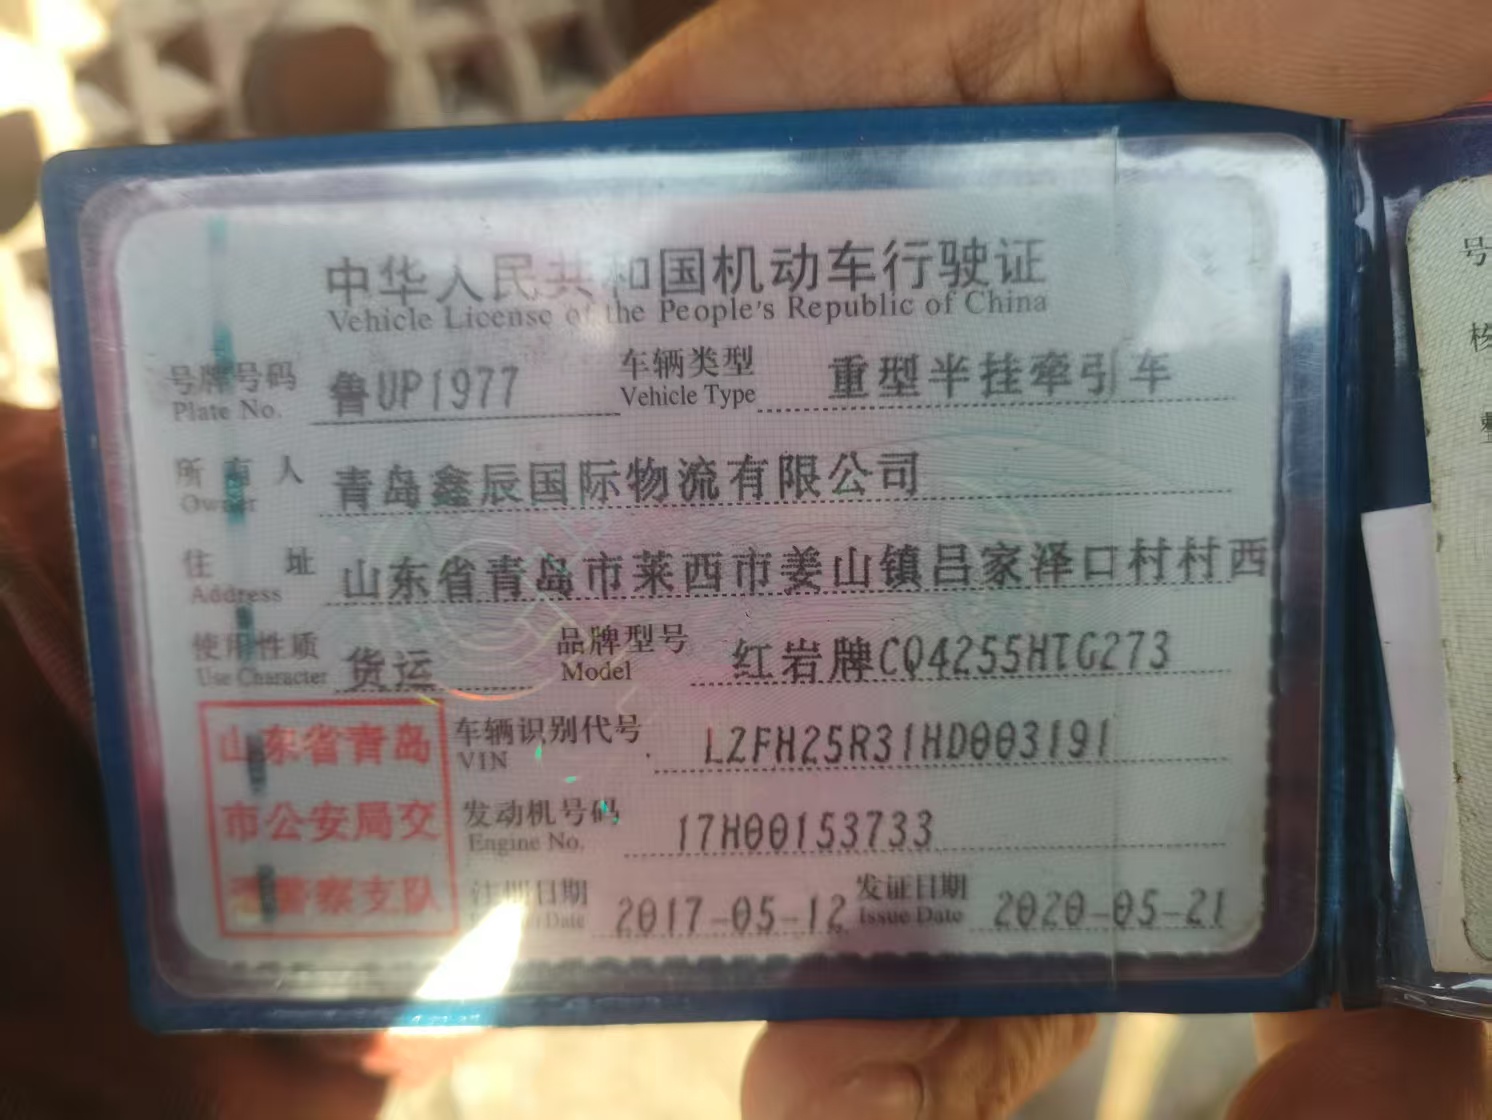 中华人民共和国机动车行驶证
Vehicle License of the People's Republic of China
号牌号码 鲁UP1977 车辆类型 重型半挂牵引车
Plate No. Vehicle Type
所有人 青岛鑫辰国际物流有限公司
Owner
住址 山东省青岛市莱西市姜山镇吕家泽口村村西
Address
使用性质 货运 品牌型号 红岩牌CQ4255HTG273
Use Character Model
山东省青岛
市公安局交
通警察支队
车辆识别代号 LZFH25R31HD003191
VIN
发动机号码 17H00153733
Engine No.
注册日期 2017-05-12 发证日期 2020-05-21
Date Issue Date
号